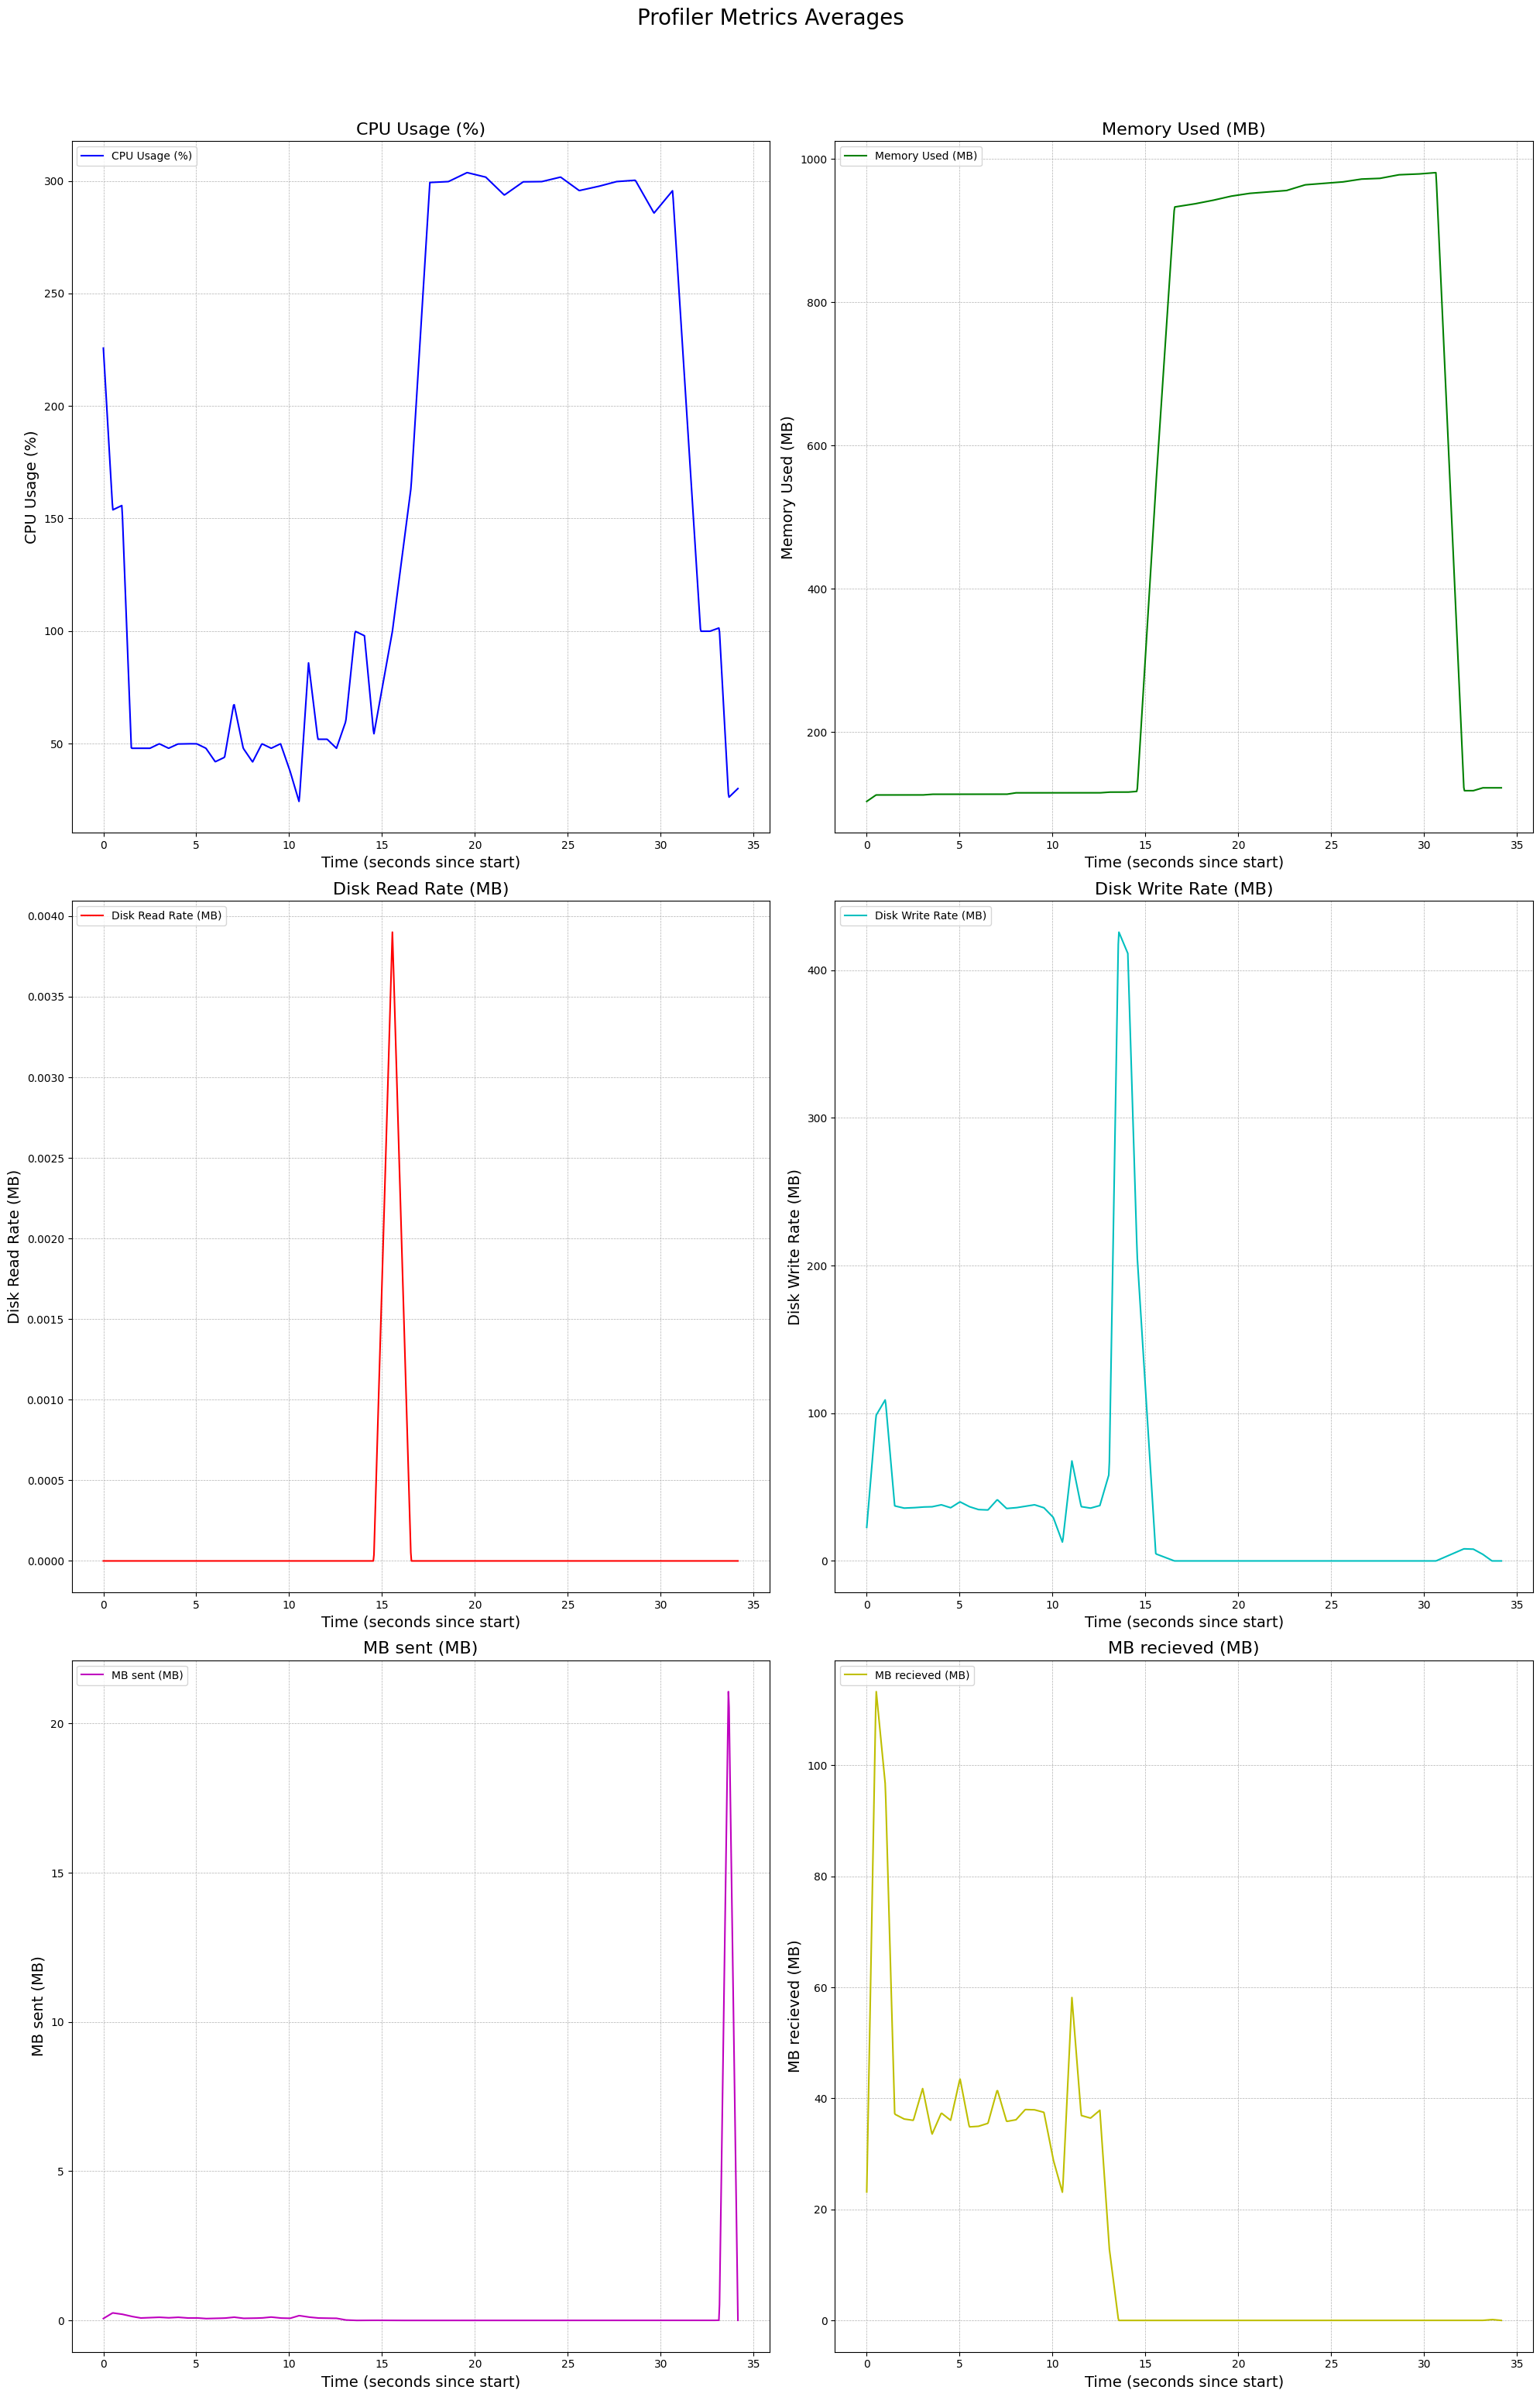 Profiler Metrics Averages
CPU Usage (%)
CPU Usage (%)
CPU Usage (%)
300
250
200
150
100
50
0 5 10 15 20 25 30 35
Time (seconds since start)
Memory Used (MB)
Memory Used (MB)
Memory Used (MB)
1000
800
600
400
200
0 5 10 15 20 25 30 35
Time (seconds since start)
Disk Read Rate (MB)
Disk Read Rate (MB)
Disk Read Rate (MB)
0.0040
0.0035
0.0030
0.0025
0.0020
0.0015
0.0010
0.0005
0.0000
0 5 10 15 20 25 30 35
Time (seconds since start)
Disk Write Rate (MB)
Disk Write Rate (MB)
Disk Write Rate (MB)
400
300
200
100
0
0 5 10 15 20 25 30 35
Time (seconds since start)
MB sent (MB)
MB sent (MB)
MB sent (MB)
20
15
10
5
0
0 5 10 15 20 25 30 35
Time (seconds since start)
MB recieved (MB)
MB recieved (MB)
MB recieved (MB)
100
80
60
40
20
0
0 5 10 15 20 25 30 35
Time (seconds since start)